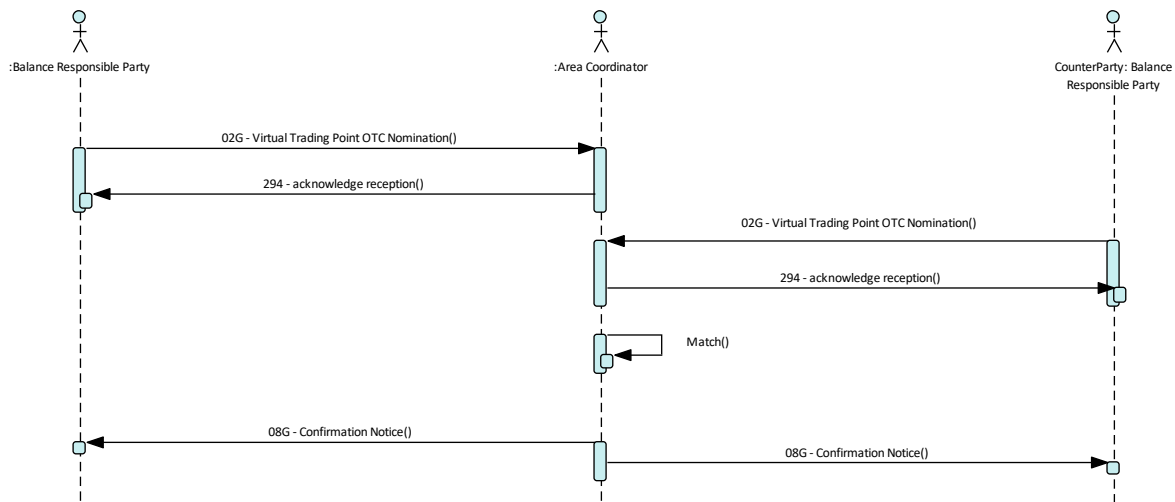 :Balance Responsible Party
:Area Coordinator
CounterParty: Balance
Responsible Party
02G - Virtual Trading Point OTC Nomination()
294 - acknowledge reception()
02G - Virtual Trading Point OTC Nomination()
294 - acknowledge reception()
Match()
08G - Confirmation Notice()
08G - Confirmation Notice()